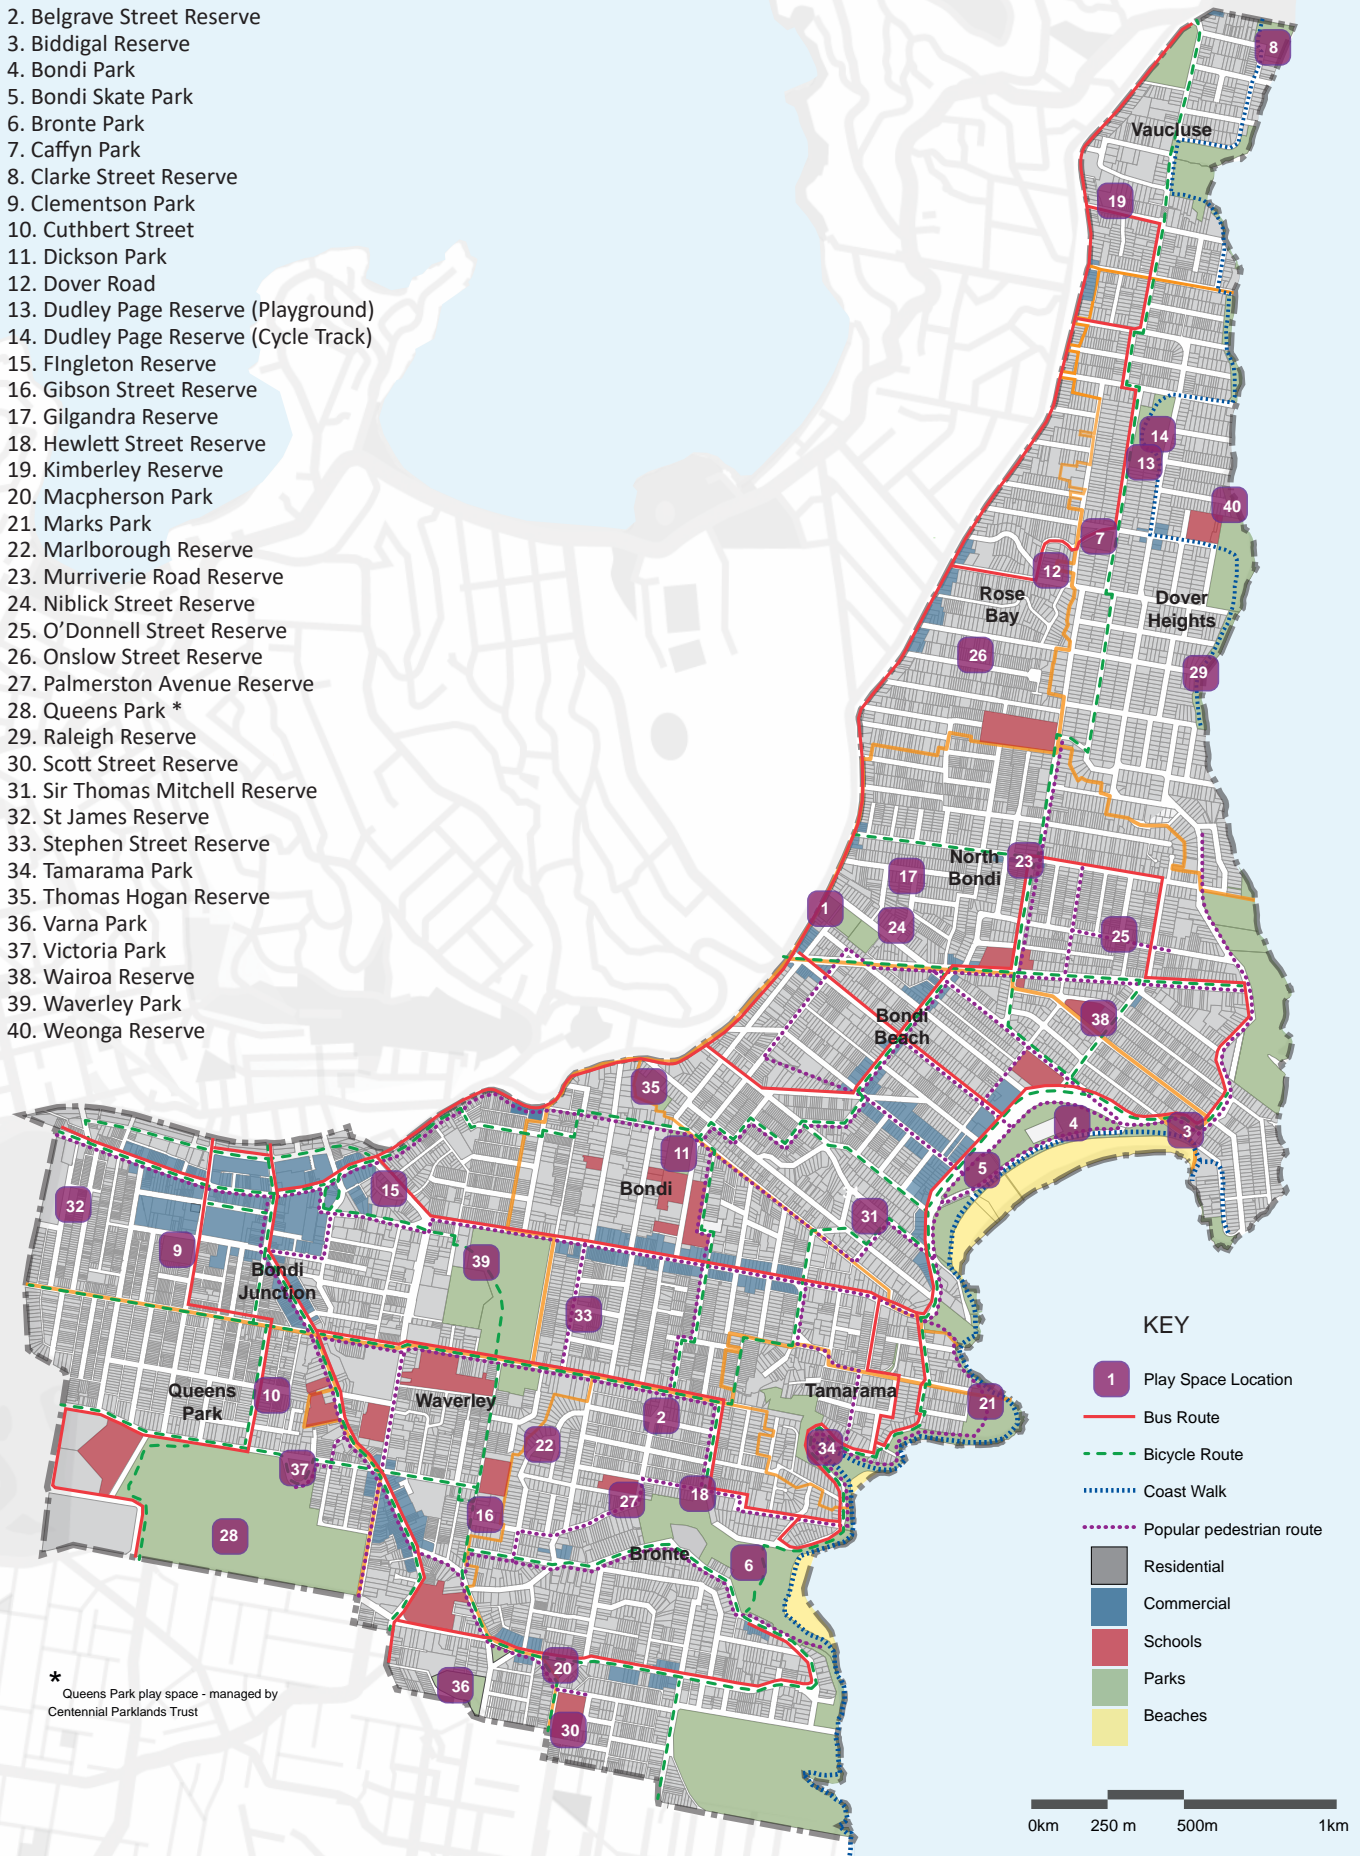 2. Belgrave Street Reserve
3. Biddigal Reserve
4. Bondi Park
5. Bondi Skate Park
6. Bronte Park
7. Caffyn Park
8. Clarke Street Reserve
9. Clementson Park
10. Cuthbert Street
11. Dickson Park
12. Dover Road
13. Dudley Page Reserve (Playground)
14. Dudley Page Reserve (Cycle Track)
15. FIngleton Reserve
16. Gibson Street Reserve
17. Gilgandra Reserve
18. Hewlett Street Reserve
19. Kimberley Reserve
20. Macpherson Park
21. Marks Park
22. Marlborough Reserve
23. Murriverie Road Reserve
24. Niblick Street Reserve
25. O'Donnell Street Reserve
26. Onslow Street Reserve
27. Palmerston Avenue Reserve
28. Queens Park *
29. Raleigh Reserve
30. Scott Street Reserve
31. Sir Thomas Mitchell Reserve
32. St James Reserve
33. Stephen Street Reserve
34. Tamarama Park
35. Thomas Hogan Reserve
36. Varna Park
37. Victoria Park
38. Wairoa Reserve
39. Waverley Park
40. Weonga Reserve
8
Vaucluse
19
14
13
40
7
12
Rose
Bay
Dover
Heights
26
29
North
Bondi
23
17
1
24
25
Bondi
Beach
38
35
4
3
11
5
15
Bondi
32
31
9
39
Bondi
Junction
33
Queens
Park
10
Waverley
Tamarama
2
21
22
34
37
18
27
16
28
Bronte
6
20
36
30
KEY
1 Play Space Location
Bus Route
Bicycle Route
Coast Walk
Popular pedestrian route
Residential
Commercial
Schools
Parks
Beaches
* Queens Park play space - managed by
Centennial Parklands Trust
0km 250 m 500m 1km